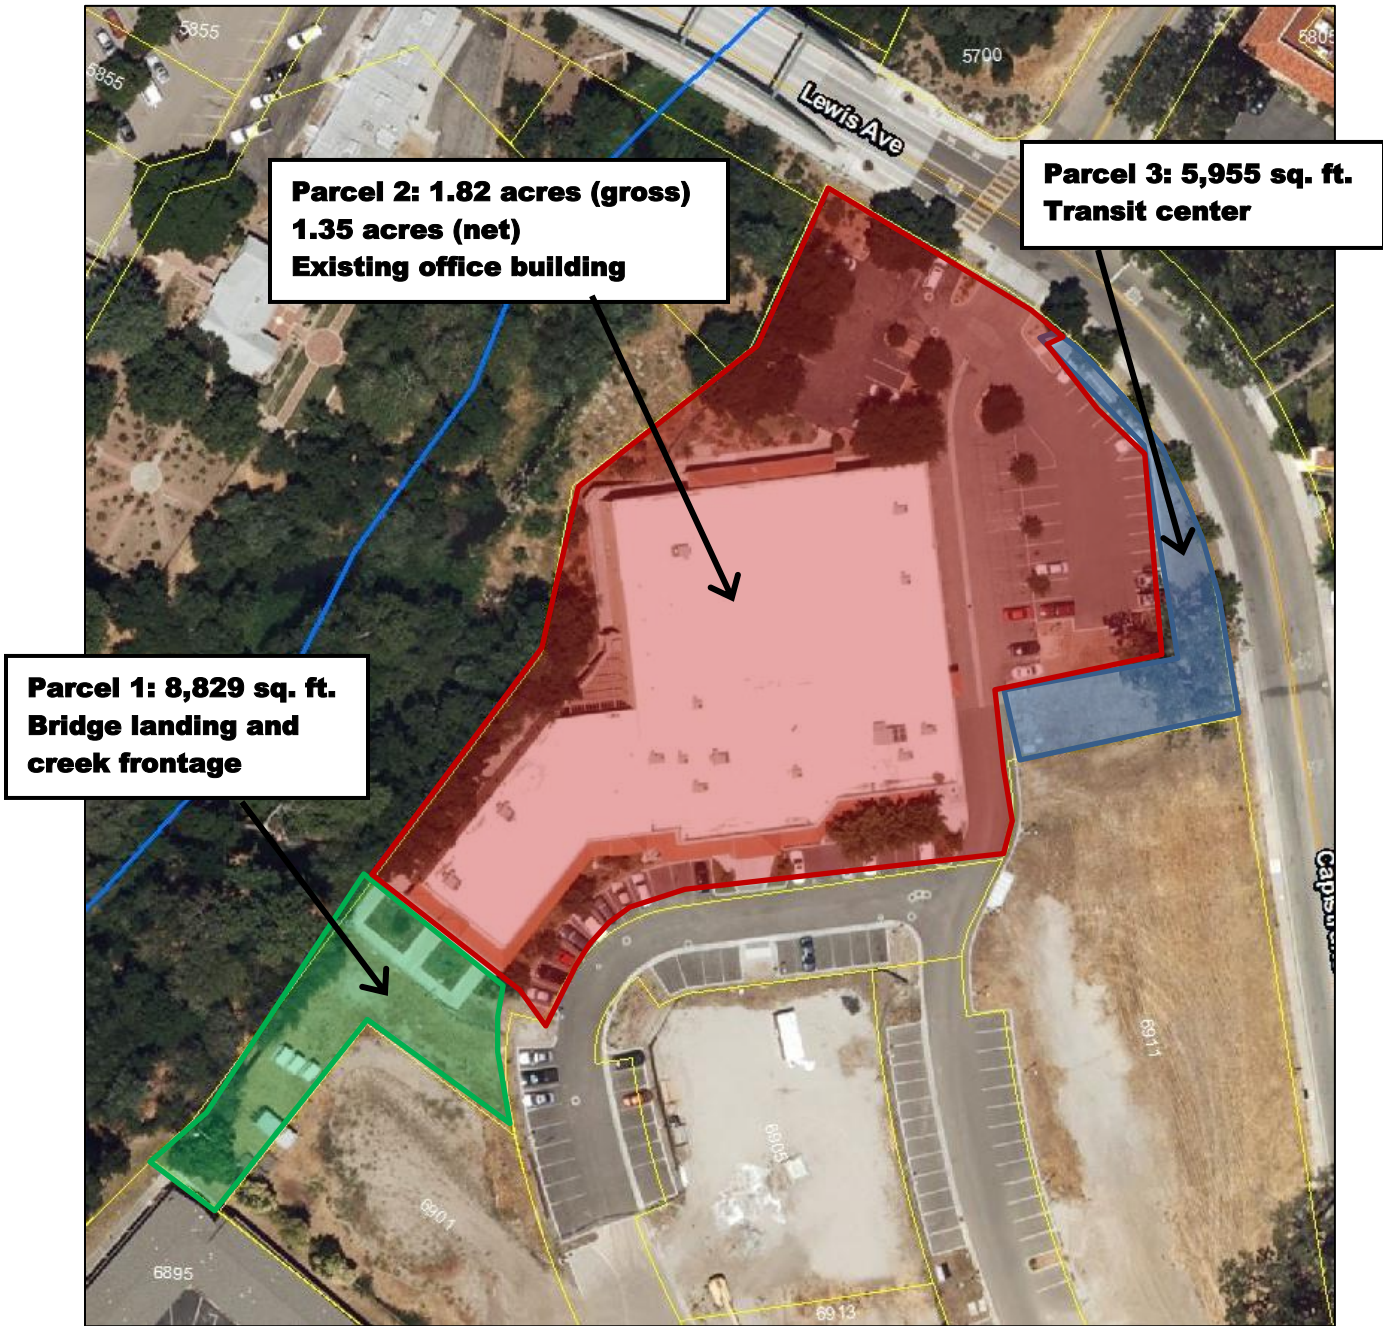 5855
5855
5700
5805
Lewis Ave
Parcel 2: 1.82 acres (gross)
1.35 acres (net)
Existing office building
Parcel 3: 5,955 sq. ft.
Transit center
Parcel 1: 8,829 sq. ft.
Bridge landing and
creek frontage
6911
6905
6901
6895
6913